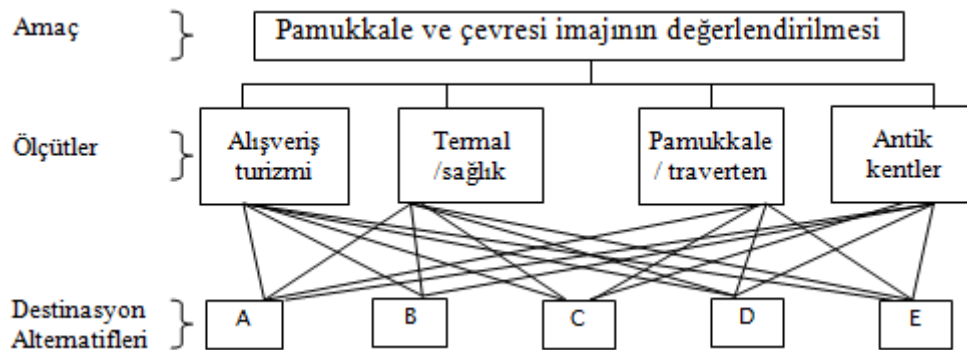 Amaç
Pamukkale ve çevresi imajının değerlendirilmesi
Ölçütler
Alışveriş
turizmi
Termal
/sağlık
Pamukkale
/ traverten
Antik
kentler
Destinasyon
Alternatifleri
A
B
C
D
E